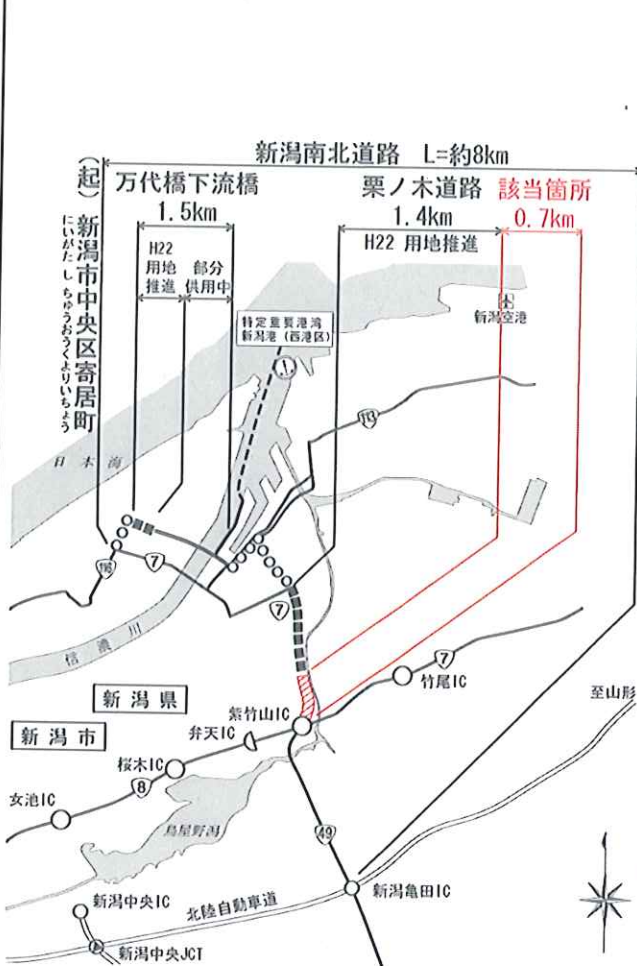 新潟南北道路 L=約8km
(起)新潟市中央区寄居町
にいがたしちゅうおうくよりいちょう
万代橋下流橋
1.5km
H22
用地
推進
部分
供用中
栗ノ木道路
1.4km
H22 用地推進
該当箇所
0.7km
特定重要港湾
新潟港(西港区)
新潟空港
113
日本海
116
7
7
信濃川
新潟県
新潟市
紫竹山IC
竹尾IC
7
弁天IC
至山形
桜木IC
8
女池IC
鳥屋野潟
49
新潟亀田IC
新潟中央IC
北陸自動車道
新潟中央JCT